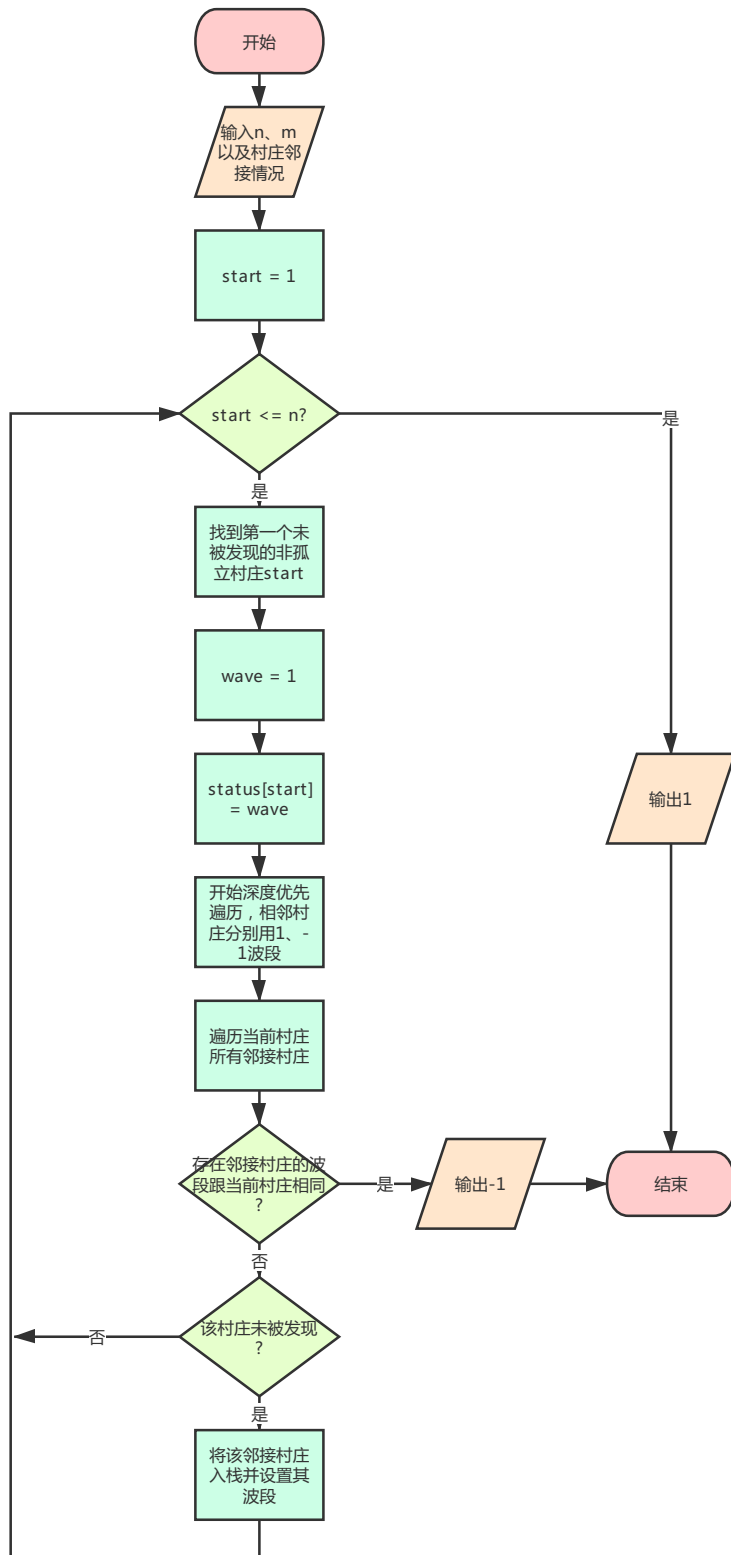 开始
输入n、m
以及村庄邻
接情况
start = 1
start <= n?
是
是
找到第一个未
被发现的非孤
立村庄start
wave = 1
status[start]
= wave
输出1
开始深度优先
遍历，相邻村
庄分别用1、-
1波段
遍历当前村庄
所有邻接村庄
存在邻接村庄的波
段跟当前村庄相同
?
是
输出-1
结束
否
该村庄未被发现
?
否
是
将该邻接村庄
入栈并设置其
波段